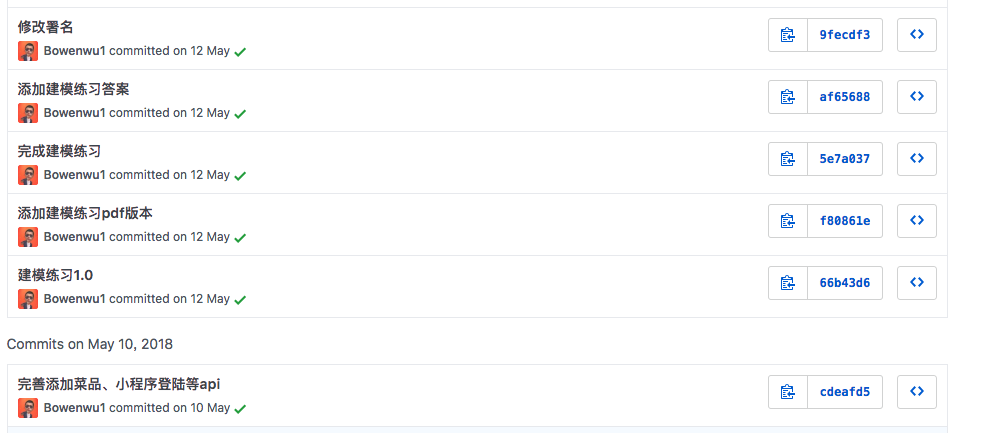 修改署名
9fecdf3
Bowenwu1 committed on 12 May
添加建模练习答案
af65688
Bowenwu1 committed on 12 May
完成建模练习
5e7a037
Bowenwu1 committed on 12 May
添加建模练习pdf版本
f80861e
Bowenwu1 committed on 12 May
建模练习1.0
66b43d6
Bowenwu1 committed on 12 May
Commits on May 10, 2018
完善添加菜品、小程序登陆等api
cdeafd5
Bowenwu1 committed on 10 May